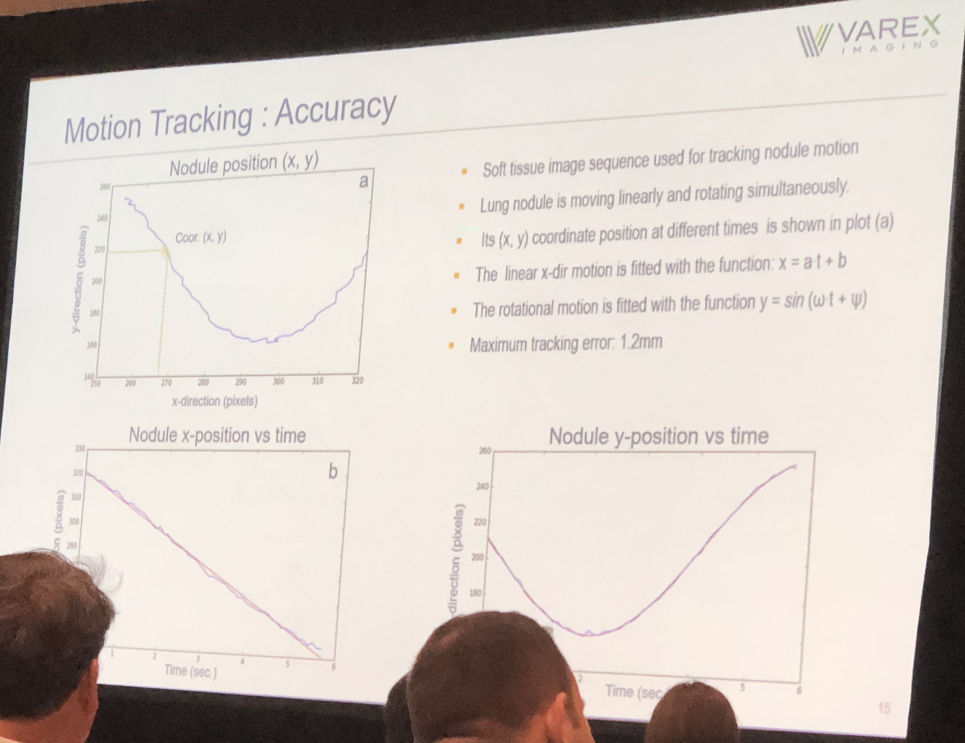 VAREX
IMAGING
Motion Tracking : Accuracy
Nodule position (x, y)
a
260
240
220
200
180
160
140
Coor. (x, y)
y-direction (pixels)
250 260 270 280 290 300 310 320
x-direction (pixels)
Soft tissue image sequence used for tracking nodule motion
Lung nodule is moving linearly and rotating simultaneously.
Its (x, y) coordinate position at different times is shown in plot (a)
The linear x-dir motion is fitted with the function: x = a·t + b
The rotational motion is fitted with the function y = sin (ω·t + ψ)
Maximum tracking error: 1.2mm
Nodule x-position vs time
b
330
320
310
300
280
(pixels)
1 2 3 4 5 6
Time (sec.)
Nodule y-position vs time
260
240
220
200
180
direction (pixels)
2 5 6
Time (sec
15